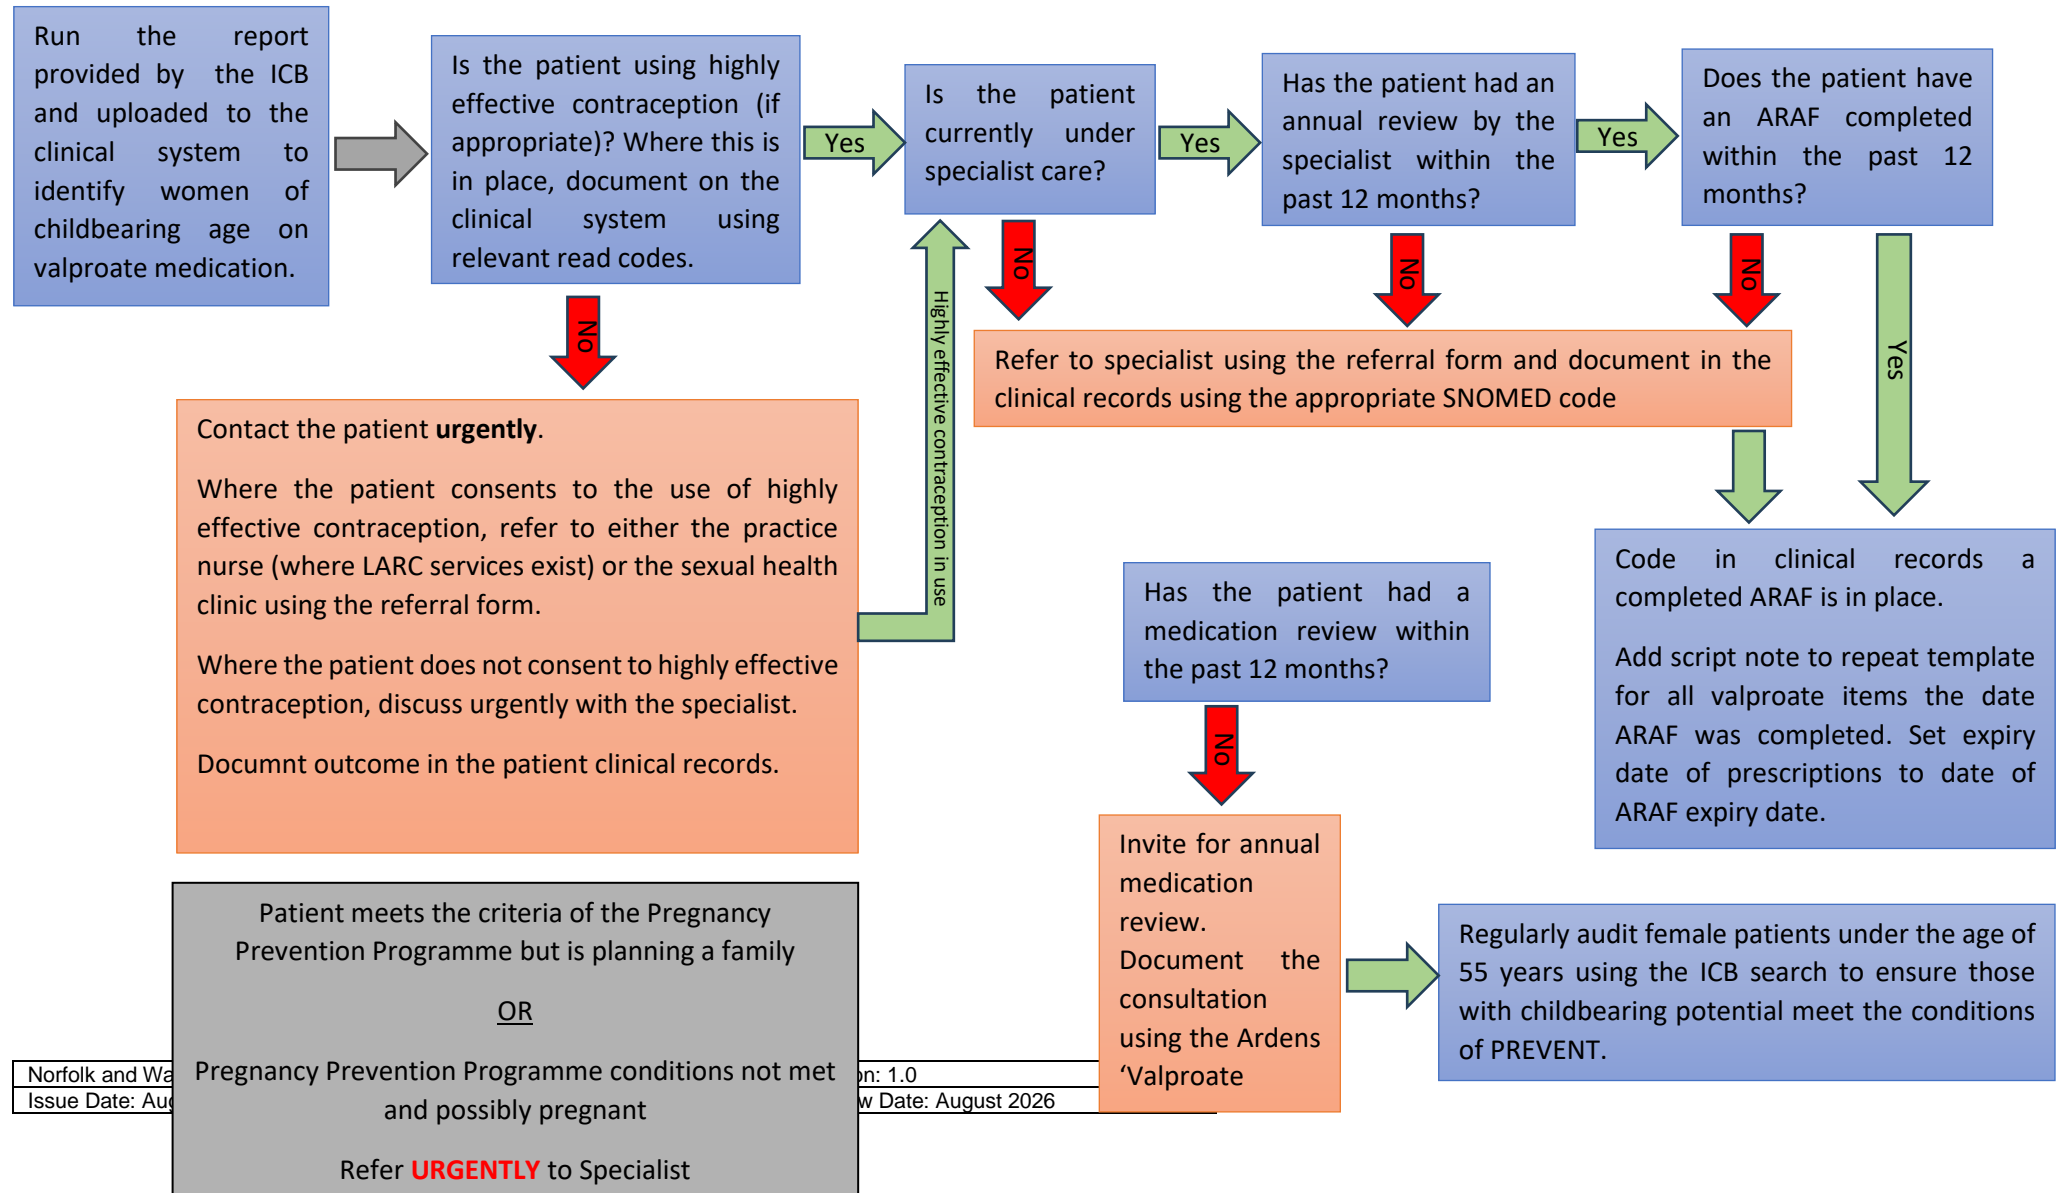 Run the report
provided by the ICB
and uploaded to the
clinical system to
identify women of
childbearing age on
valproate medication.
Is the patient using highly
effective contraception (if
appropriate)? Where this is
in place, document on the
clinical system using
relevant read codes.
Yes
Is the patient
currently under
specialist care?
Yes
Has the patient had an
annual review by the
specialist within the
past 12 months?
Yes
Does the patient have
an ARAF completed
within the past 12
months?
No
No
No
No
Yes
Highly effective contraception in use
Refer to specialist using the referral form and document in the
clinical records using the appropriate SNOMED code
Contact the patient urgently.
Where the patient consents to the use of highly
effective contraception, refer to either the practice
nurse (where LARC services exist) or the sexual health
clinic using the referral form.
Where the patient does not consent to highly effective
contraception, discuss urgently with the specialist.
Documnt outcome in the patient clinical records.
Code in clinical records a
completed ARAF is in place.
Add script note to repeat template
for all valproate items the date
ARAF was completed. Set expiry
date of prescriptions to date of
ARAF expiry date.
Has the patient had a
medication review within
the past 12 months?
No
Invite for annual
medication
review.
Document the
consultation
using the Ardens
‘Valproate
Regularly audit female patients under the age of
55 years using the ICB search to ensure those
with childbearing potential meet the conditions
of PREVENT.
Patient meets the criteria of the Pregnancy
Prevention Programme but is planning a family
OR
Pregnancy Prevention Programme conditions not met
and possibly pregnant
Refer URGENTLY to Specialist
Norfolk and Wa
on: 1.0
Issue Date: Aug
w Date: August 2026